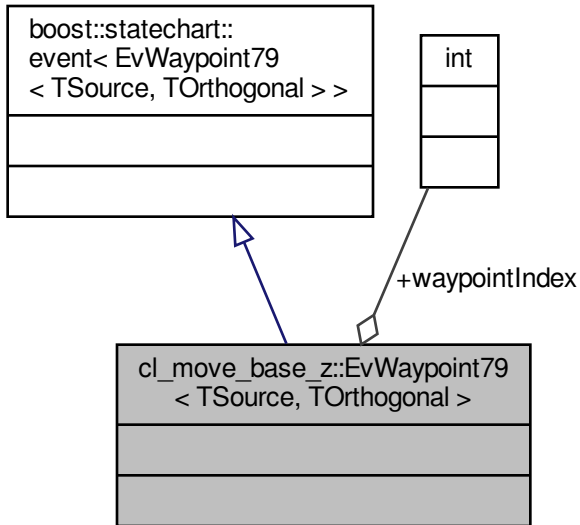 boost::statechart::
event< EvWaypoint79
< TSource, TOrthogonal > >
int
+waypointIndex
cl_move_base_z::EvWaypoint79
< TSource, TOrthogonal >